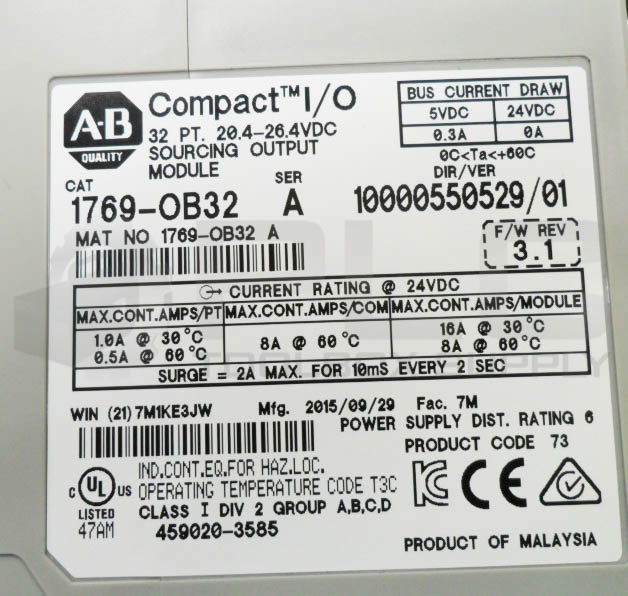 A-B
QUALITY
Compact™ I/O
32 PT. 20.4-26.4VDC
SOURCING OUTPUT
MODULE
BUS CURRENT DRAW
5VDC 24VDC
0.3A 0A
0C<Ta<+60C
CAT SER DIR/VER
1769-OB32 A 10000550529/01
MAT NO 1769-OB32 A
F/W REV
3.1
CURRENT RATING @ 24VDC
MAX.CONT.AMPS/PT MAX.CONT.AMPS/COM MAX.CONT.AMPS/MODULE
1.0A @ 30°C 8A @ 60°C 16A @ 30°C
0.5A @ 60°C 8A @ 60°C
SURGE = 2A MAX. FOR 10mS EVERY 2 SEC
WIN (21) 7M1KE3JW Mfg. 2015/09/29 Fac. 7M
POWER SUPPLY DIST. RATING 6
PRODUCT CODE 73
C UL US
LISTED
47AM
IND.CONT.EQ.FOR HAZ.LOC.
OPERATING TEMPERATURE CODE T3C
CLASS I DIV 2 GROUP A,B,C,D
459020-3585
KC CE
PRODUCT OF MALAYSIA